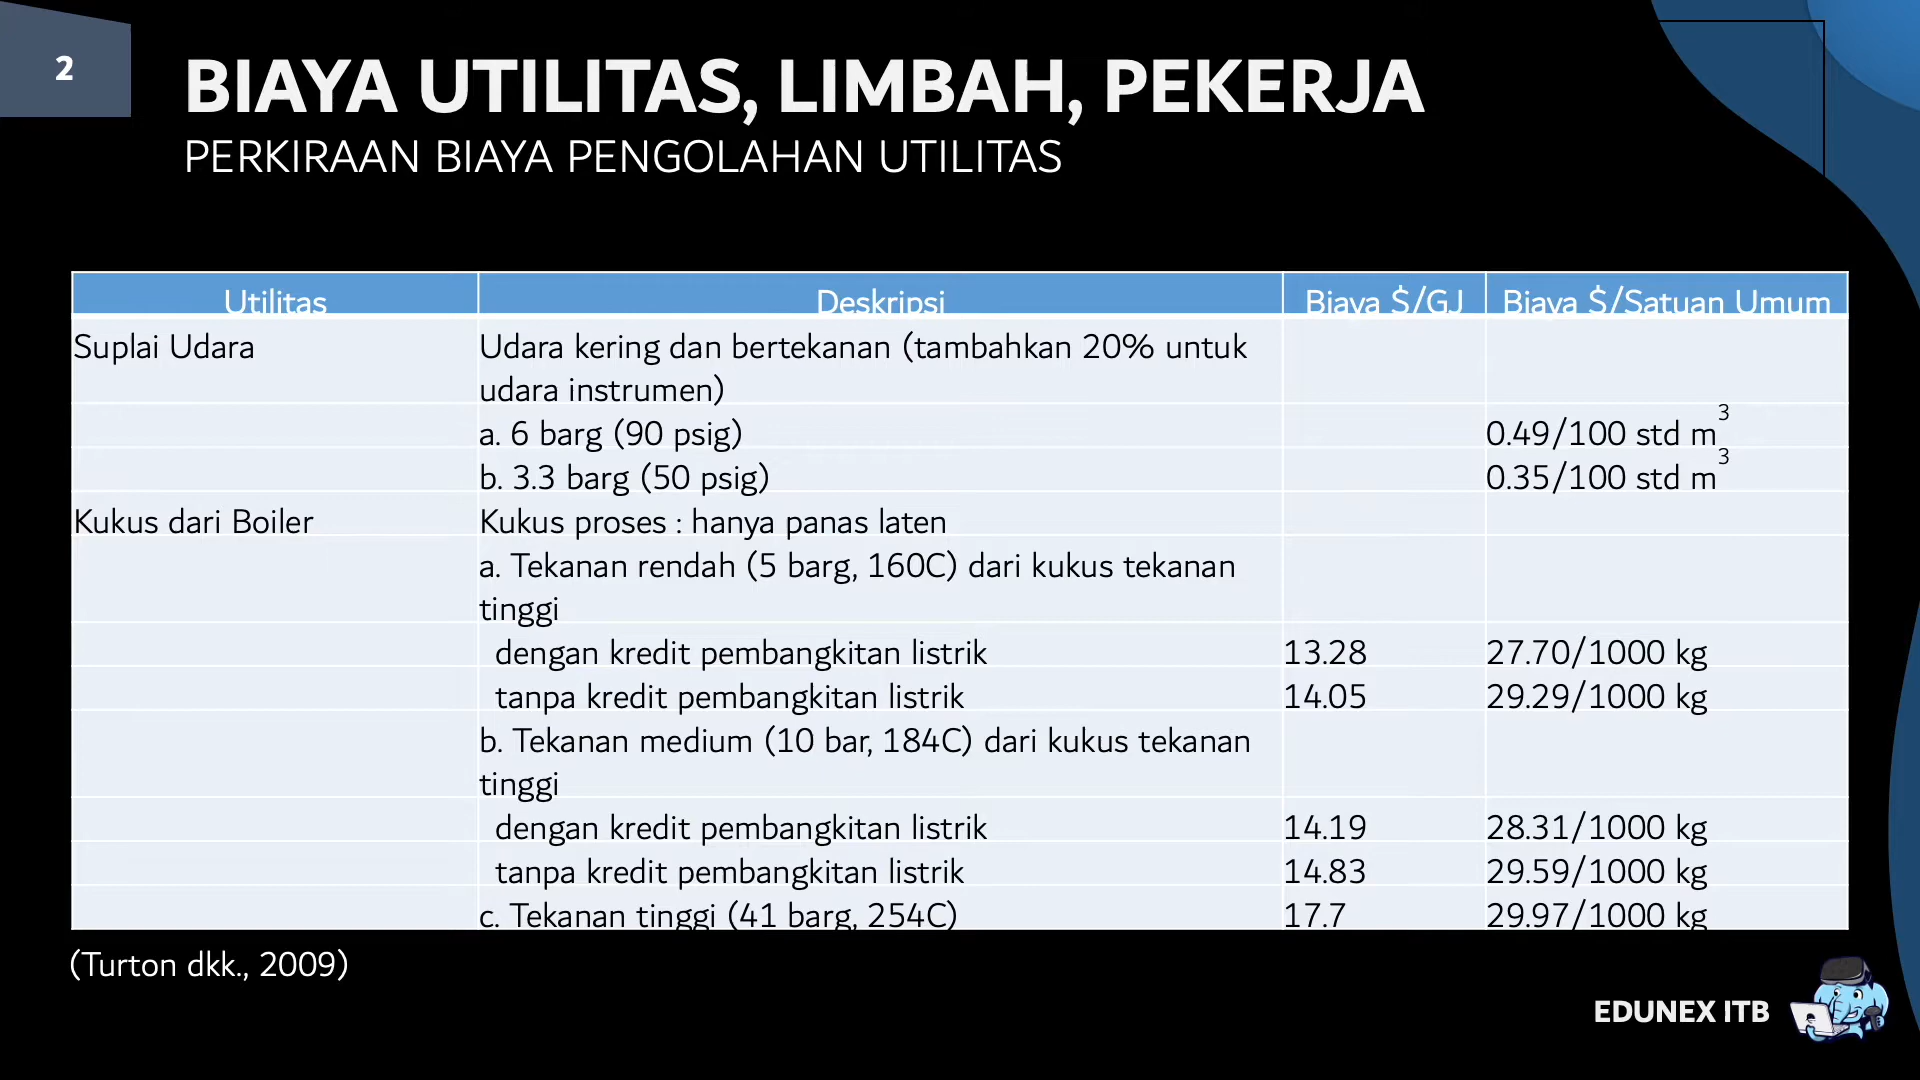 2
BIAYA UTILITAS, LIMBAH, PEKERJA
PERKIRAAN BIAYA PENGOLAHAN UTILITAS
Utilitas Deskripsi Biaya $/GJ Biaya $/Satuan Umum
Suplai Udara Udara kering dan bertekanan (tambahkan 20% untuk
udara instrumen)
a. 6 barg (90 psig) 0.49/100 std m³
b. 3.3 barg (50 psig) 0.35/100 std m³
Kukus dari Boiler Kukus proses : hanya panas laten
a. Tekanan rendah (5 barg, 160C) dari kukus tekanan
tinggi
dengan kredit pembangkitan listrik 13.28 27.70/1000 kg
tanpa kredit pembangkitan listrik 14.05 29.29/1000 kg
b. Tekanan medium (10 bar, 184C) dari kukus tekanan
tinggi
dengan kredit pembangkitan listrik 14.19 28.31/1000 kg
tanpa kredit pembangkitan listrik 14.83 29.59/1000 kg
c. Tekanan tinggi (41 barg, 254C) 17.7 29.97/1000 kg
(Turton dkk., 2009)
EDUNEX ITB